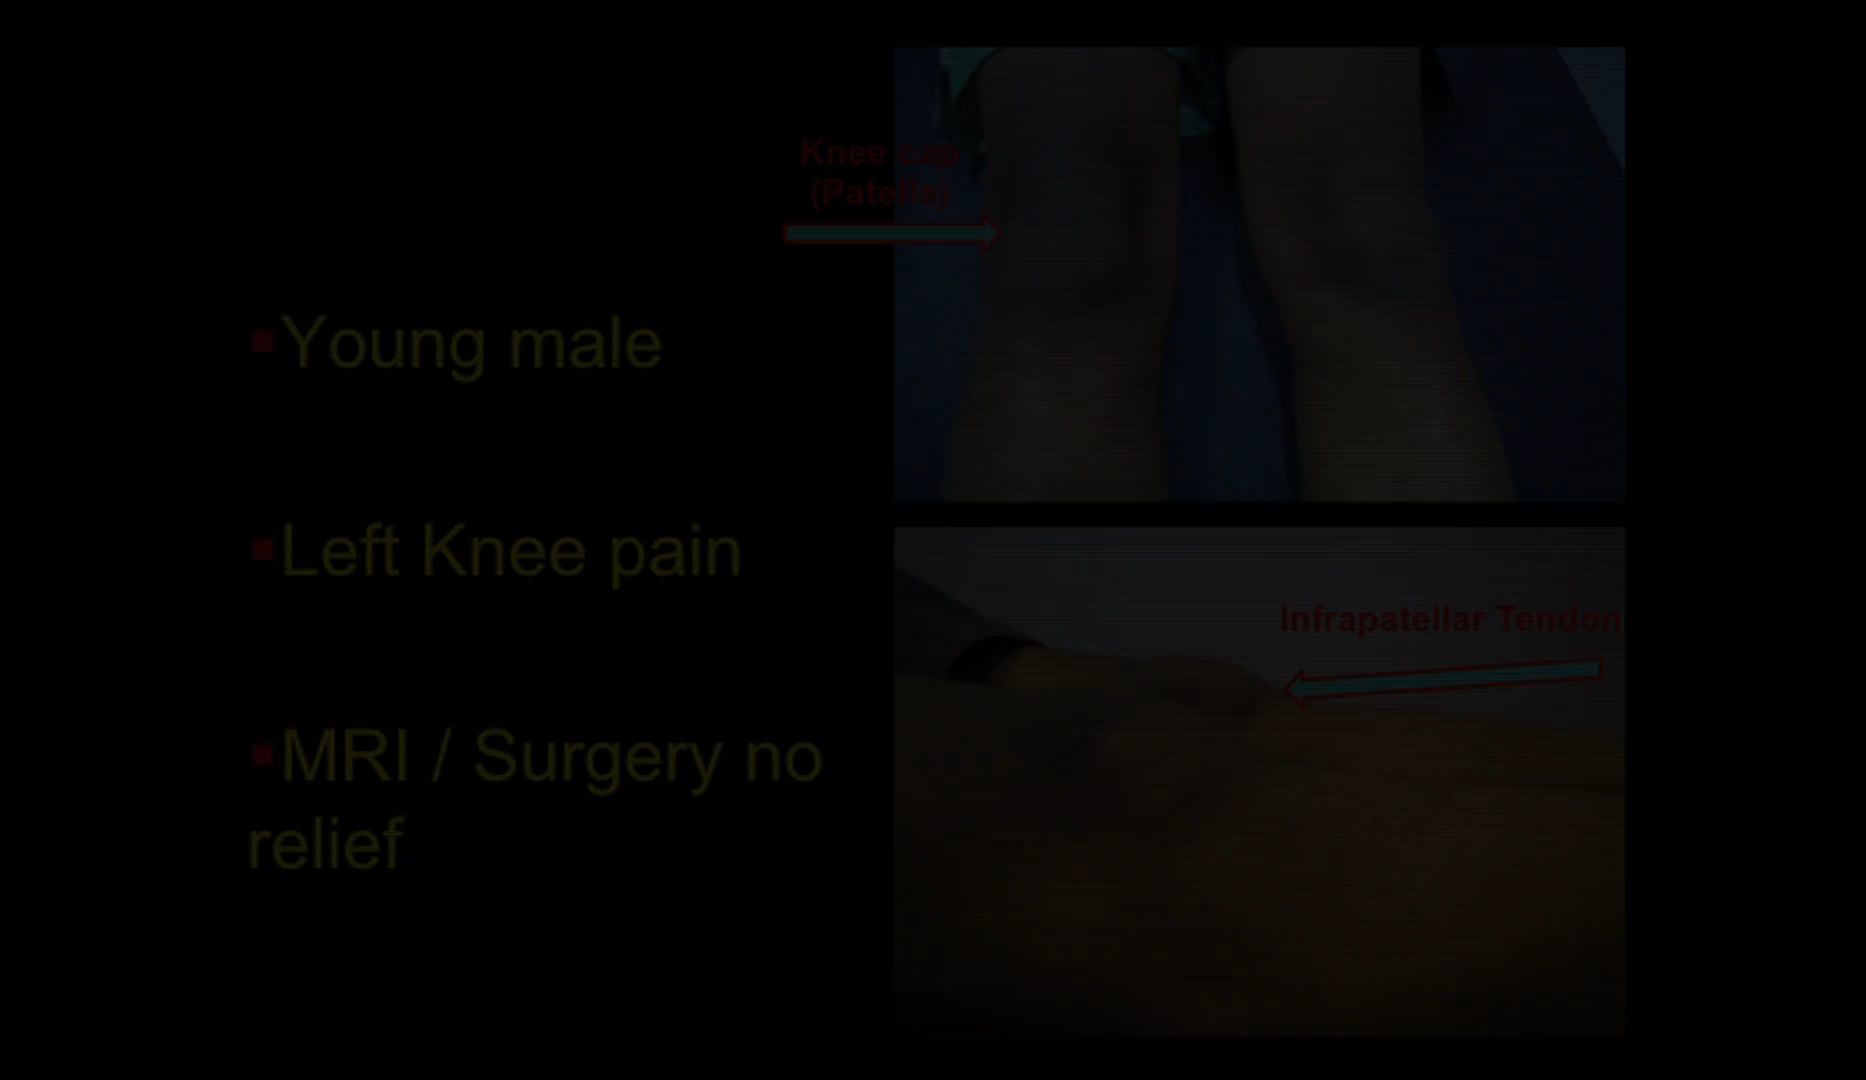 Knee cap
(Patella)
▪Young male
▪Left Knee pain
▪MRI / Surgery no
relief
Infrapatellar Tendon